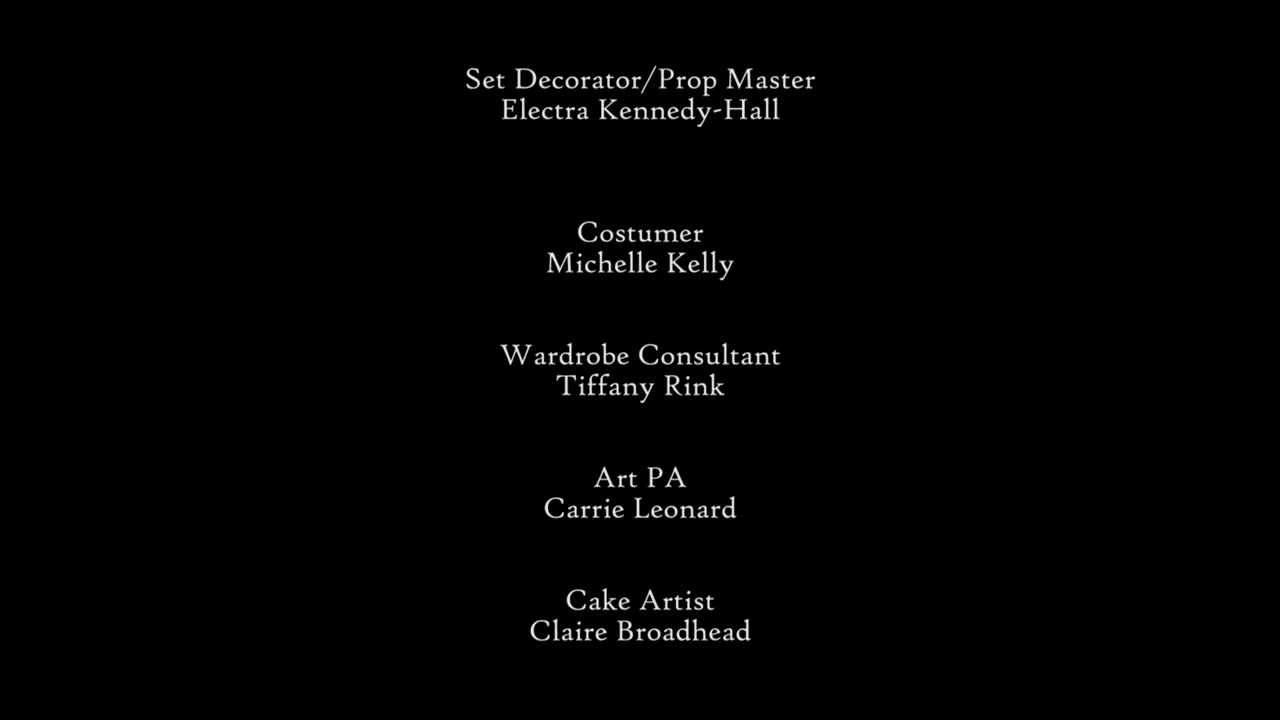 Set Decorator/Prop Master
Electra Kennedy-Hall
Costumer
Michelle Kelly
Wardrobe Consultant
Tiffany Rink
Art PA
Carrie Leonard
Cake Artist
Claire Broadhead